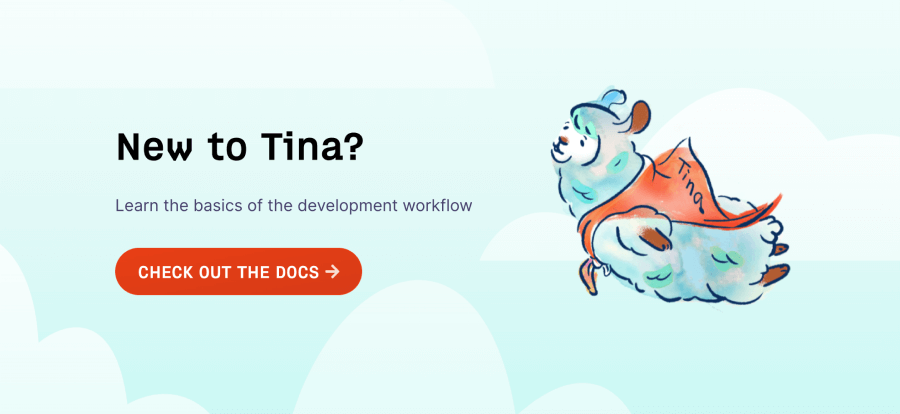 New to Tina?
Learn the basics of the development workflow
CHECK OUT THE DOCS →
Tina